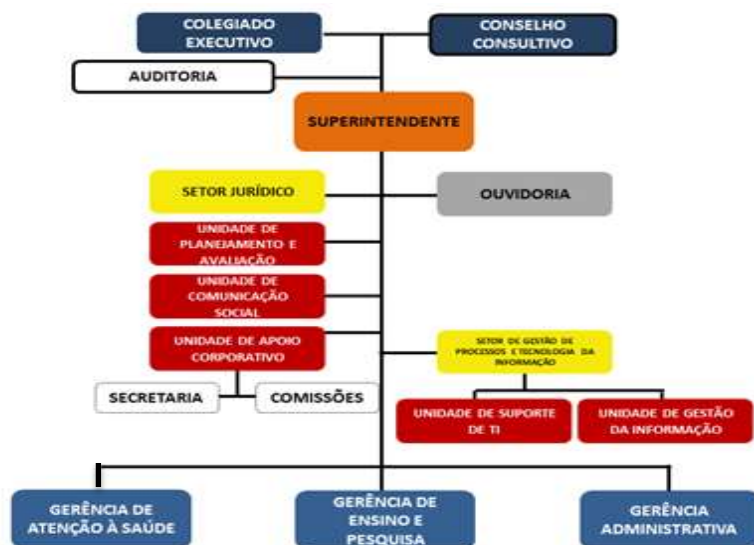 COLEGIADO
EXECUTIVO
CONSELHO
CONSULTIVO
AUDITORIA
SUPERINTENDENTE
SETOR JURÍDICO
OUVIDORIA
UNIDADE DE
PLANEJAMENTO E
AVALIAÇÃO
UNIDADE DE
COMUNICAÇÃO
SOCIAL
UNIDADE DE APOIO
CORPORATIVO
SETOR DE GESTÃO DE
PROCESSOS E TECNOLOGIA DA
INFORMAÇÃO
SECRETARIA
COMISSÕES
UNIDADE DE SUPORTE
DE TI
UNIDADE DE GESTÃO
DA INFORMAÇÃO
GERÊNCIA DE
ATENÇÃO À SAÚDE
GERÊNCIA DE
ENSINO E
PESQUISA
GERÊNCIA
ADMINISTRATIVA